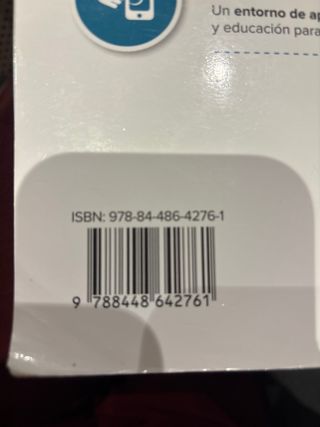 Un entorno de ap
y educación para
ISBN: 978-84-486-4276-1
9 788448 642761